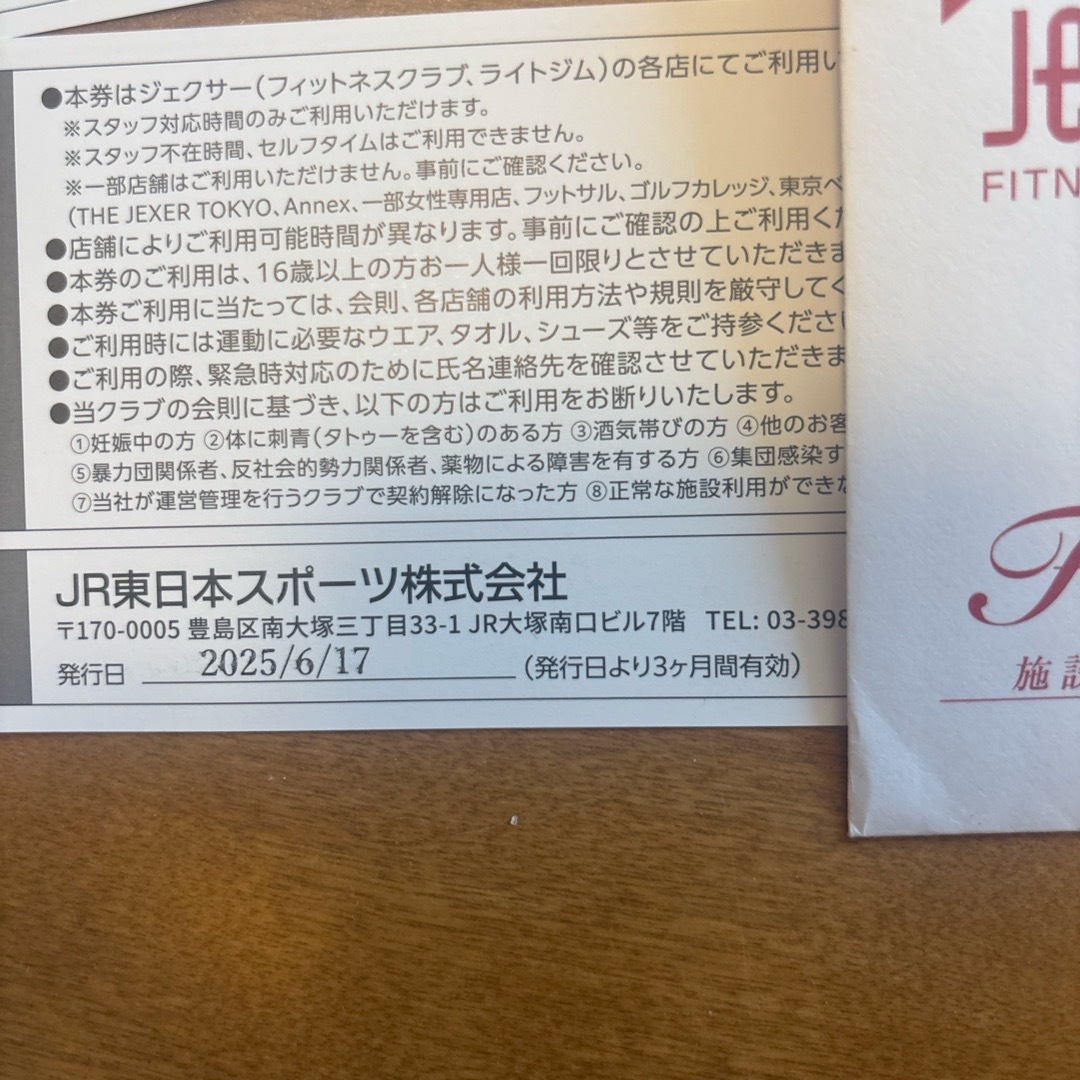 ●本券はジェクサー(フィットネスクラブ、ライトジム)の各店にてご利用い
※スタッフ対応時間のみご利用いただけます。
※スタッフ不在時間、セルフタイムはご利用できません。
※一部店舗はご利用いただけません。事前にご確認ください。
(THE JEXER TOKYO、Annex、一部女性専用店、フットサル、ゴルフカレッジ、東京ベ
●店舗によりご利用可能時間が異なります。事前にご確認の上ご利用くだ
●本券のご利用は、16歳以上の方お一人様一回限りとさせていただきま
●本券ご利用に当たっては、会則、各店舗の利用方法や規則を厳守してく
●ご利用時には運動に必要なウエア、タオル、シューズ等をご持参くださ
●ご利用の際、緊急時対応のために氏名連絡先を確認させていただきま
●当クラブの会則に基づき、以下の方はご利用をお断りいたします。
①妊娠中の方 ②体に刺青(タトゥーを含む)のある方 ③酒気帯びの方 ④他のお客
⑤暴力団関係者、反社会的勢力関係者、薬物による障害を有する方 ⑥集団感染す
⑦当社が運営管理を行うクラブで契約解除になった方 ⑧正常な施設利用ができな
JR東日本スポーツ株式会社
〒170-0005 豊島区南大塚三丁目33-1 JR大塚南口ビル7階 TEL: 03-398
発行日 2025/6/17 (発行日より3ヶ月間有効)
Je
FITN
F
施設